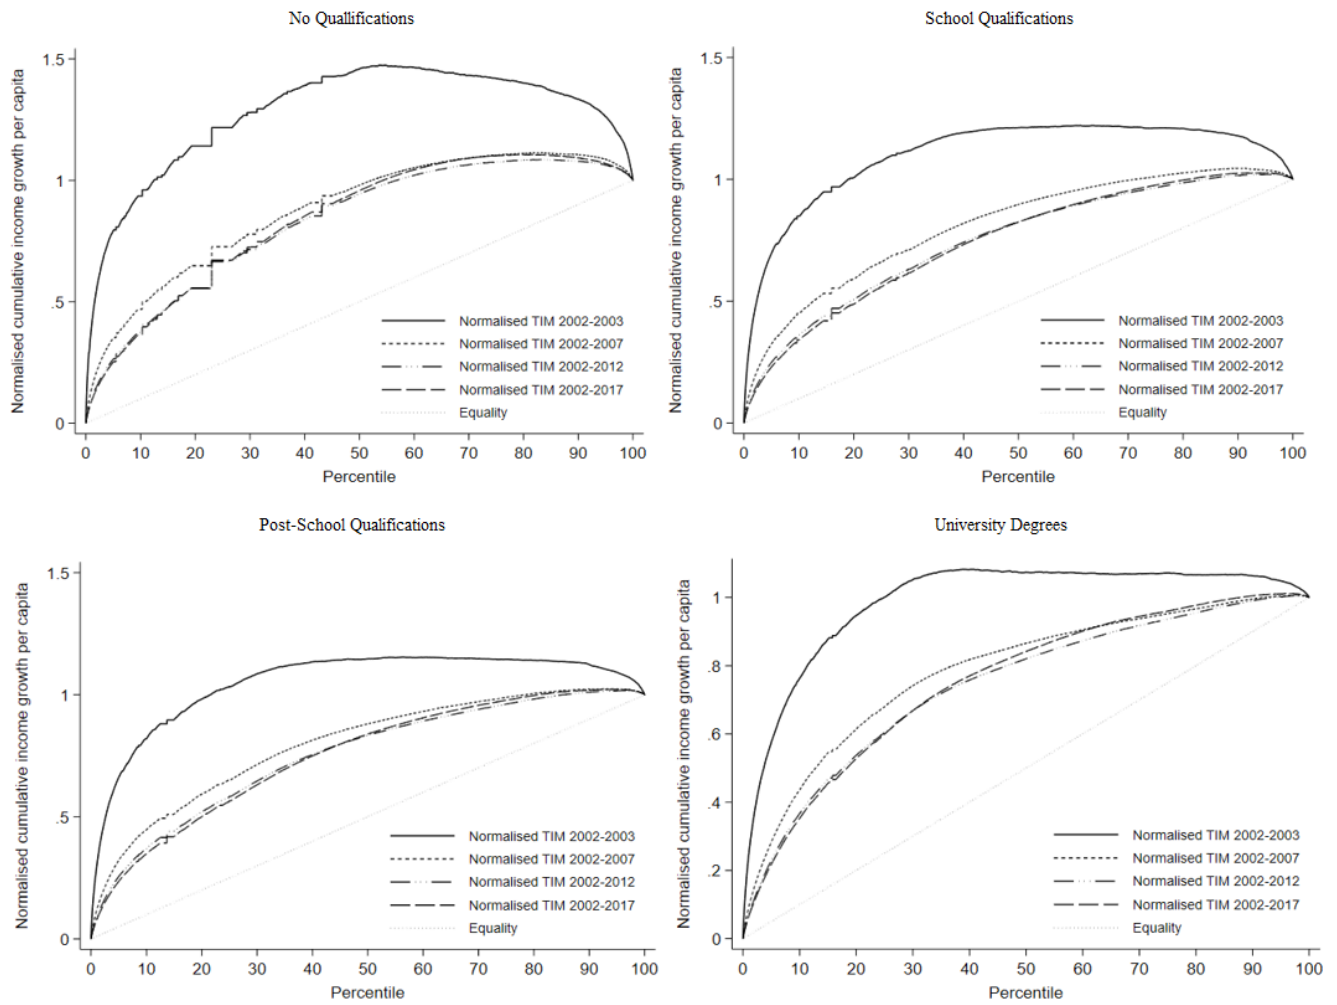 No Quallifications
Normalised cumulative income growth per capita
1.5
1
.5
0
Normalised TIM 2002-2003
Normalised TIM 2002-2007
Normalised TIM 2002-2012
Normalised TIM 2002-2017
Equality
0 10 20 30 40 50 60 70 80 90 100
Percentile
School Qualifications
Normalised cumulative income growth per capita
1.5
1
.5
0
Normalised TIM 2002-2003
Normalised TIM 2002-2007
Normalised TIM 2002-2012
Normalised TIM 2002-2017
Equality
0 10 20 30 40 50 60 70 80 90 100
Percentile
Post-School Qualifications
Normalised cumulative income growth per capita
1.5
1
.5
0
Normalised TIM 2002-2003
Normalised TIM 2002-2007
Normalised TIM 2002-2012
Normalised TIM 2002-2017
Equality
0 10 20 30 40 50 60 70 80 90 100
Percentile
University Degrees
Normalised cumulative income growth per capita
1
.8
.6
.4
.2
0
Normalised TIM 2002-2003
Normalised TIM 2002-2007
Normalised TIM 2002-2012
Normalised TIM 2002-2017
Equality
0 10 20 30 40 50 60 70 80 90 100
Percentile